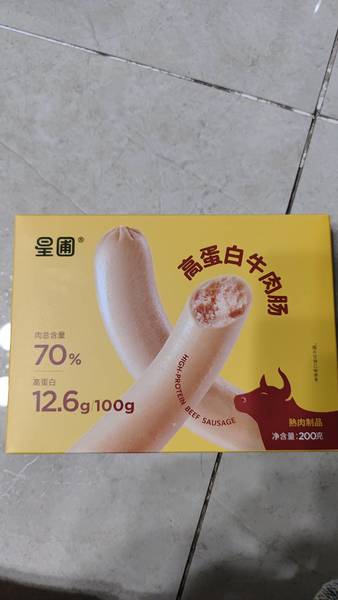 星圃®
高蛋白牛肉肠
肉总含量
70%
高蛋白
12.6g/100g
HIGH-PROTEIN BEEF SAUSAGE
熟肉制品
净含量:200克